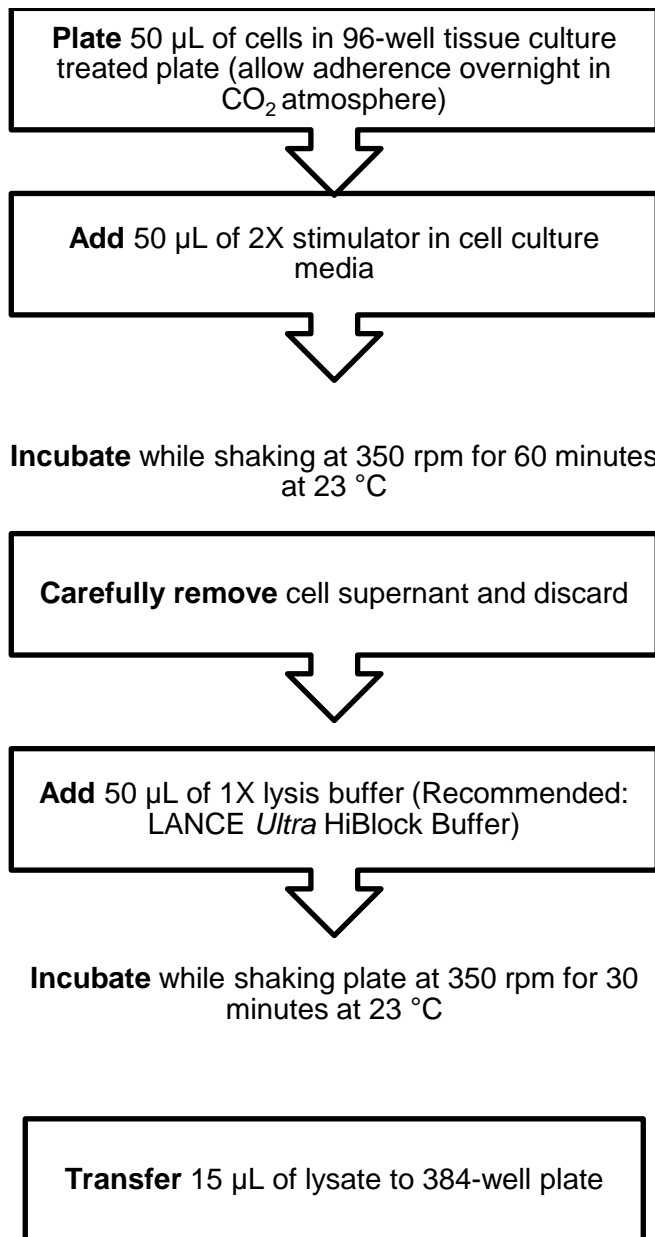 Plate 50 µL of cells in 96-well tissue culture
treated plate (allow adherence overnight in
CO₂ atmosphere)
Add 50 µL of 2X stimulator in cell culture
media
Incubate while shaking at 350 rpm for 60 minutes
at 23 °C
Carefully remove cell supernant and discard
Add 50 µL of 1X lysis buffer (Recommended:
LANCE Ultra HiBlock Buffer)
Incubate while shaking plate at 350 rpm for 30
minutes at 23 °C
Transfer 15 µL of lysate to 384-well plate